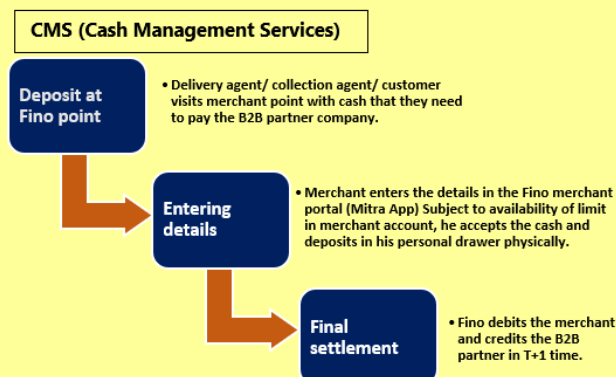 CMS (Cash Management Services)
Deposit at
Fino point
• Delivery agent/ collection agent/ customer
visits merchant point with cash that they need
to pay the B2B partner company.
Entering
details
• Merchant enters the details in the Fino merchant
portal (Mitra App) Subject to availability of limit
in merchant account, he accepts the cash and
deposits in his personal drawer physically.
Final
settlement
• Fino debits the merchant
and credits the B2B
partner in T+1 time.